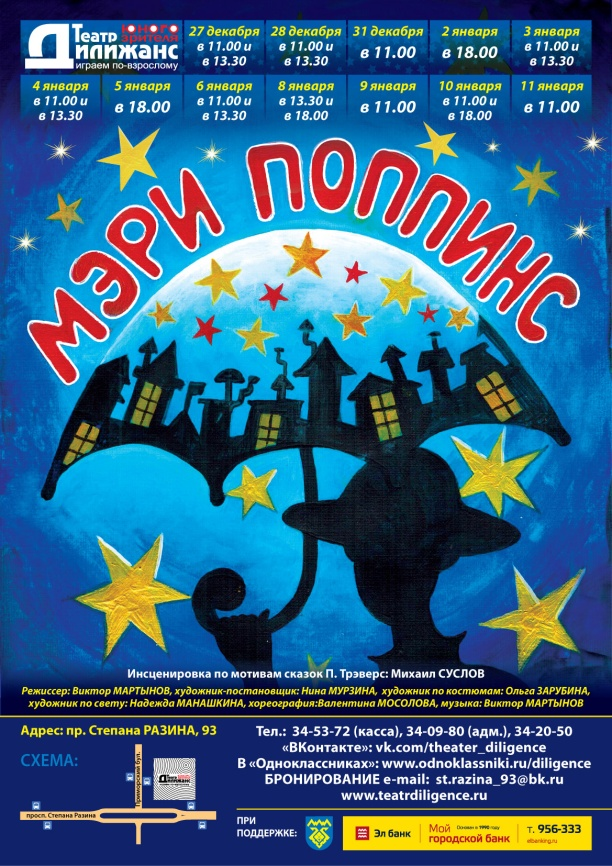 Театр ЮНОГО зрителя
Дилижанс
играем по-взрослому
27 декабря
в 11.00 и
в 13.30
28 декабря
в 11.00 и
в 13.30
31 декабря
в 11.00
2 января
в 18.00
3 января
в 11.00 и
в 13.30
4 января
в 11.00 и
в 13.30
5 января
в 18.00
6 января
в 11.00 и
в 13.30
8 января
в 13.30 и
в 18.00
9 января
в 11.00
10 января
в 11.00 и
в 18.00
11 января
в 11.00
МЭРИ ПОППИНС
Инсценировка по мотивам сказок П. Трэверс: Михаил СУСЛОВ
Режиссер: Виктор МАРТЫНОВ, художник-постановщик: Нина МУРЗИНА, художник по костюмам: Ольга ЗАРУБИНА,
художник по свету: Надежда МАНАШКИНА, хореография:Валентина МОСОЛОВА, музыка: Виктор МАРТЫНОВ
Адрес: пр. Степана РАЗИНА, 93
СХЕМА:
Приморский бул.
просп. Степана Разина
Театр ЮНОГО зрителя
Дилижанс
Тел.: 34-53-72 (касса), 34-09-80 (адм.), 34-20-50
«ВКонтакте»: vk.com/theater_diligence
В «Одноклассниках»: www.odnoklassniki.ru/diligence
БРОНИРОВАНИЕ e-mail: st.razina_93@bk.ru
www.teatrdiligence.ru
ПРИ
ПОДДЕРЖКЕ:
Эл банк
Мой Основан в 1990 году
городской банк
т. 956-333
elbanking.ru